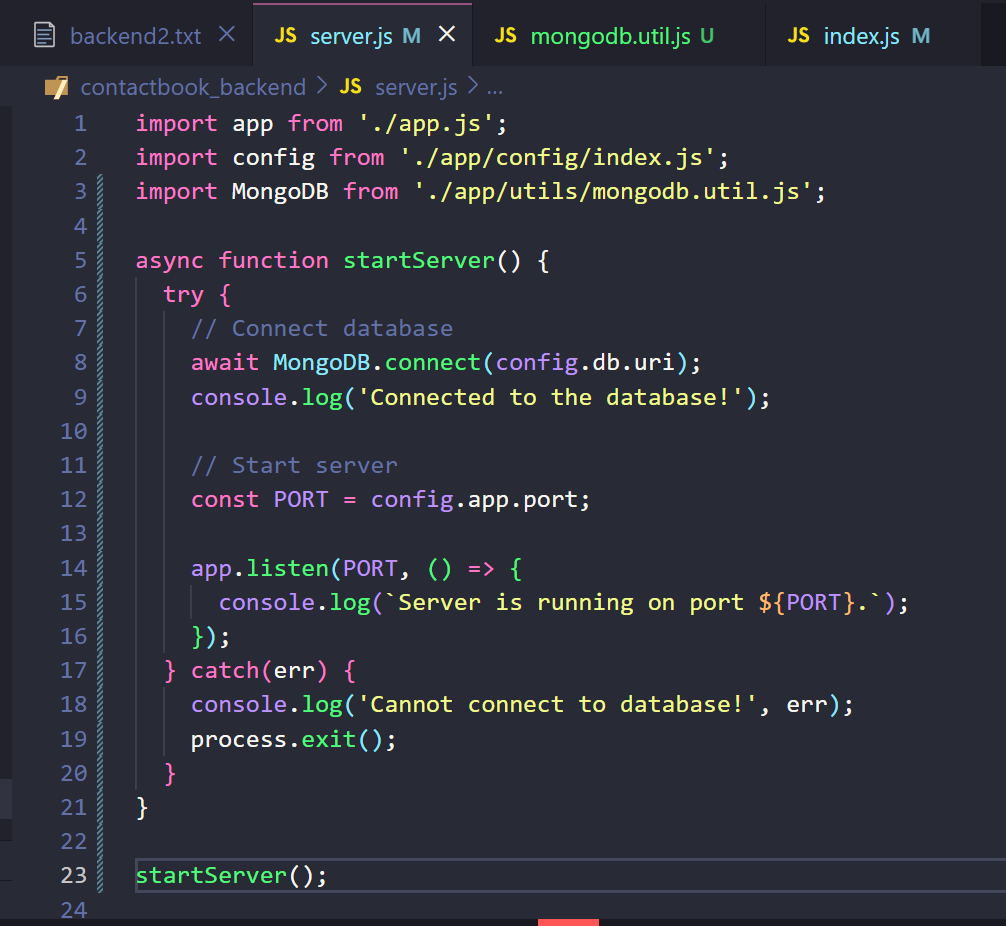 backend2.txt JS server.js M JS mongodb.util.js U JS index.js M
contactbook_backend > JS server.js > ...
1 import app from './app.js';
2 import config from './app/config/index.js';
3 import MongoDB from './app/utils/mongodb.util.js';
4
5 async function startServer() {
6   try {
7     // Connect database
8     await MongoDB.connect(config.db.uri);
9     console.log('Connected to the database!');
10
11     // Start server
12     const PORT = config.app.port;
13
14     app.listen(PORT, () => {
15       console.log(`Server is running on port ${PORT}.`);
16     });
17   } catch(err) {
18     console.log('Cannot connect to database!', err);
19     process.exit();
20   }
21 }
22
23 startServer();
24